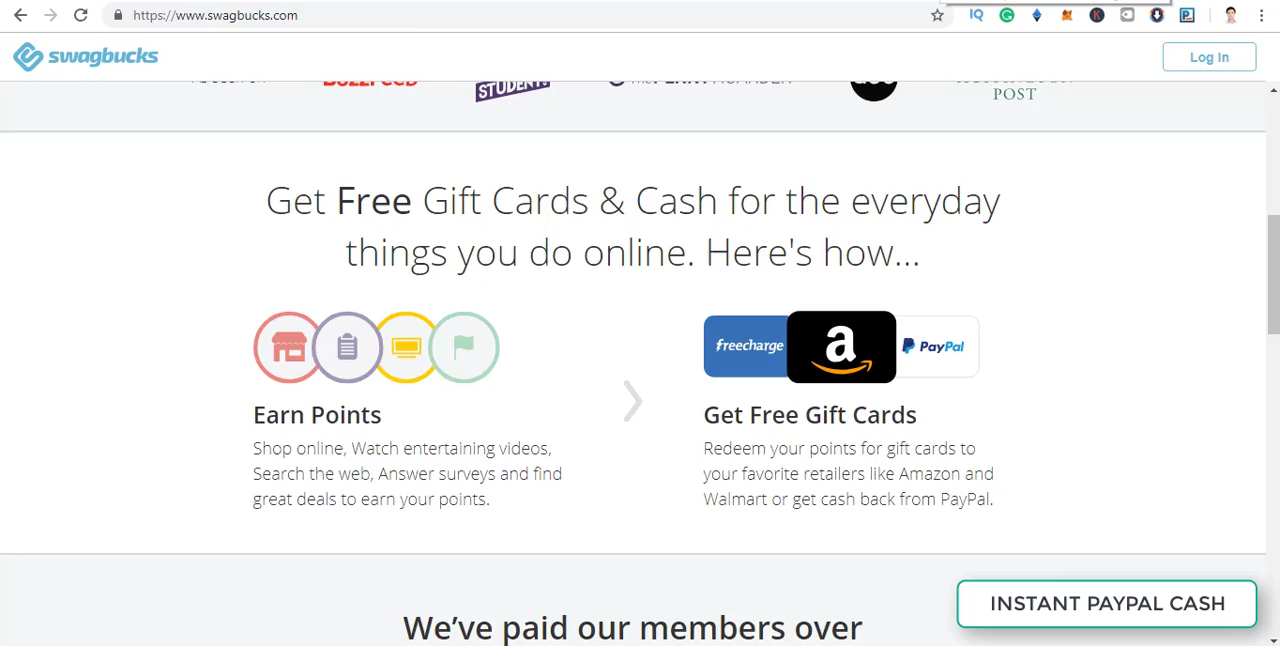 https://www.swagbucks.com
IQ
swagbucks
Log In
STUDENT
POST
Get Free Gift Cards & Cash for the everyday
things you do online. Here's how...
freecharge
a
PayPal
Earn Points
Get Free Gift Cards
Shop online, Watch entertaining videos,
Search the web, Answer surveys and find
great deals to earn your points.
Redeem your points for gift cards to
your favorite retailers like Amazon and
Walmart or get cash back from PayPal.
INSTANT PAYPAL CASH
We've paid our members over